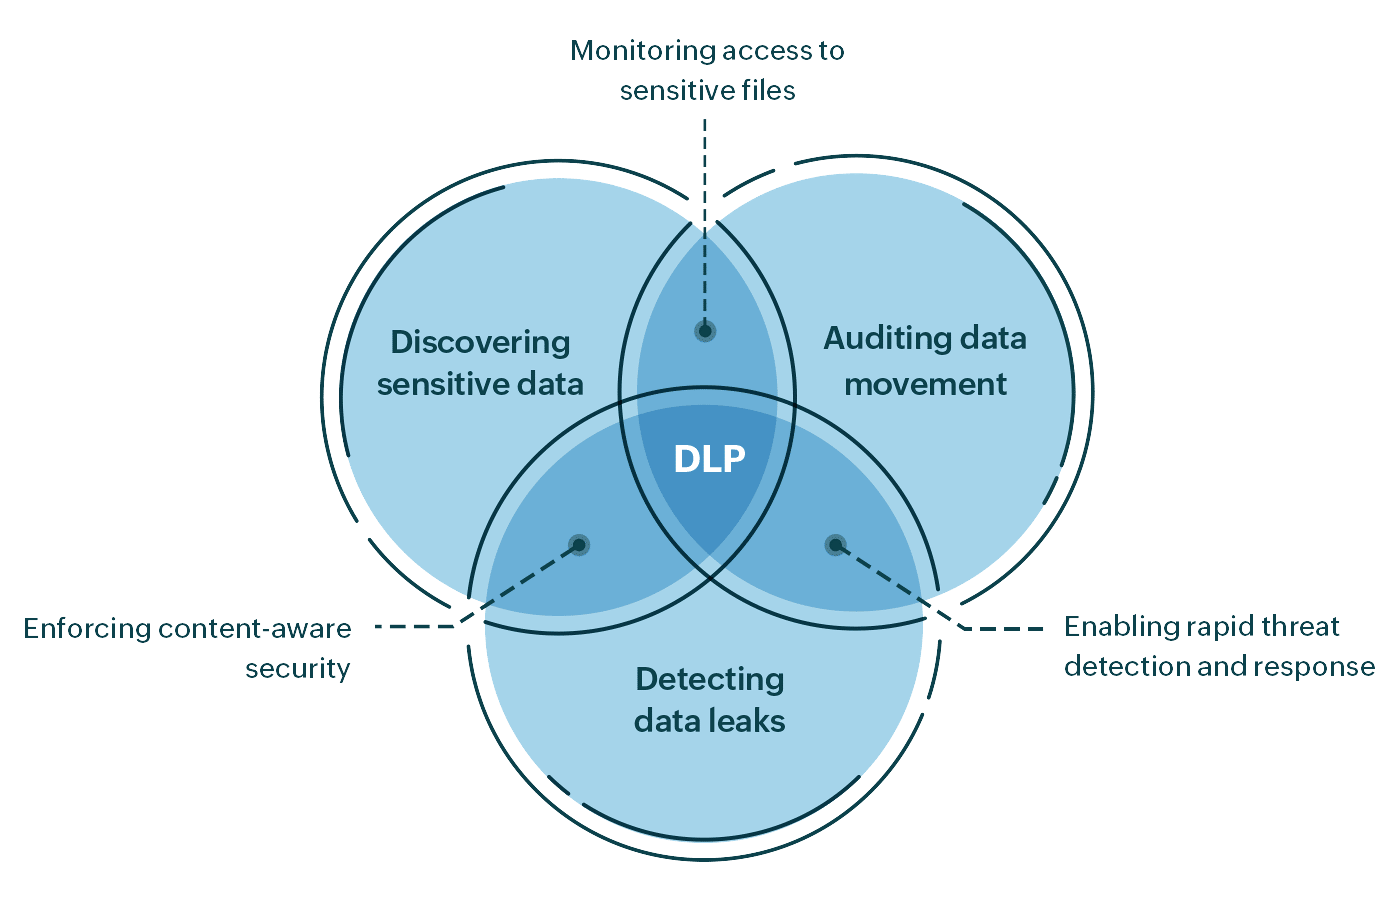 Monitoring access to
sensitive files
Discovering
sensitive data
Auditing data
movement
DLP
Enforcing content-aware
security
Enabling rapid threat
detection and response
Detecting
data leaks